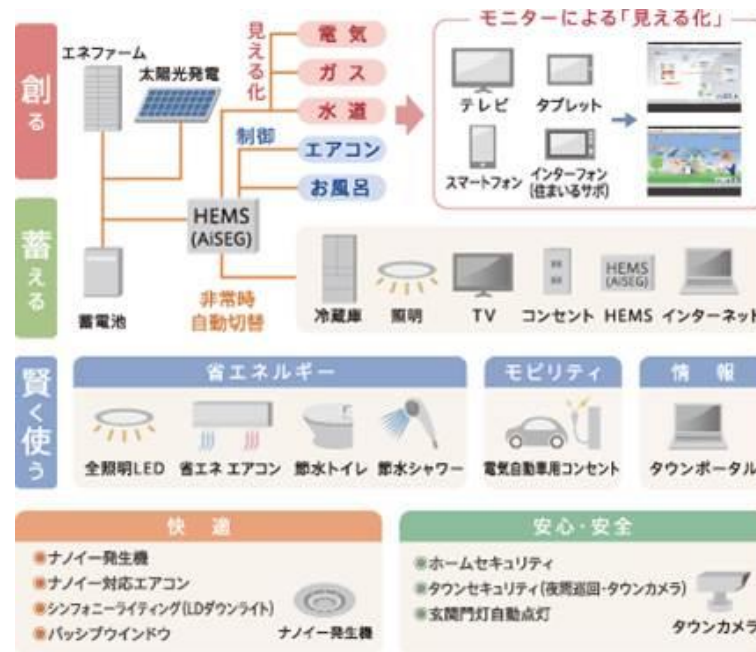 創る
エネファーム
太陽光発電
見える化
電気
ガス
水道
制御
エアコン
お風呂
モニターによる「見える化」
テレビ
タブレット
スマートフォン
インターフォン
(住まいるサポ)
蓄える
HEMS
(AiSEG)
蓄電池
非常時
自動切替
冷蔵庫
照明
TV
コンセント
HEMS
(AiSEG)
HEMS
インターネット
賢く使う
省エネルギー
全照明LED
省エネ エアコン
節水トイレ
節水シャワー
モビリティ
電気自動車用コンセント
情報
タウンポータル
快適
ナノイー発生機
ナノイー対応エアコン
シンフォニーライティング(LDダウンライト)
パッシブウインドウ
ナノイー発生機
安心・安全
ホームセキュリティ
タウンセキュリティ(夜間巡回・タウンカメラ)
玄関門灯自動点灯
タウンカメラ